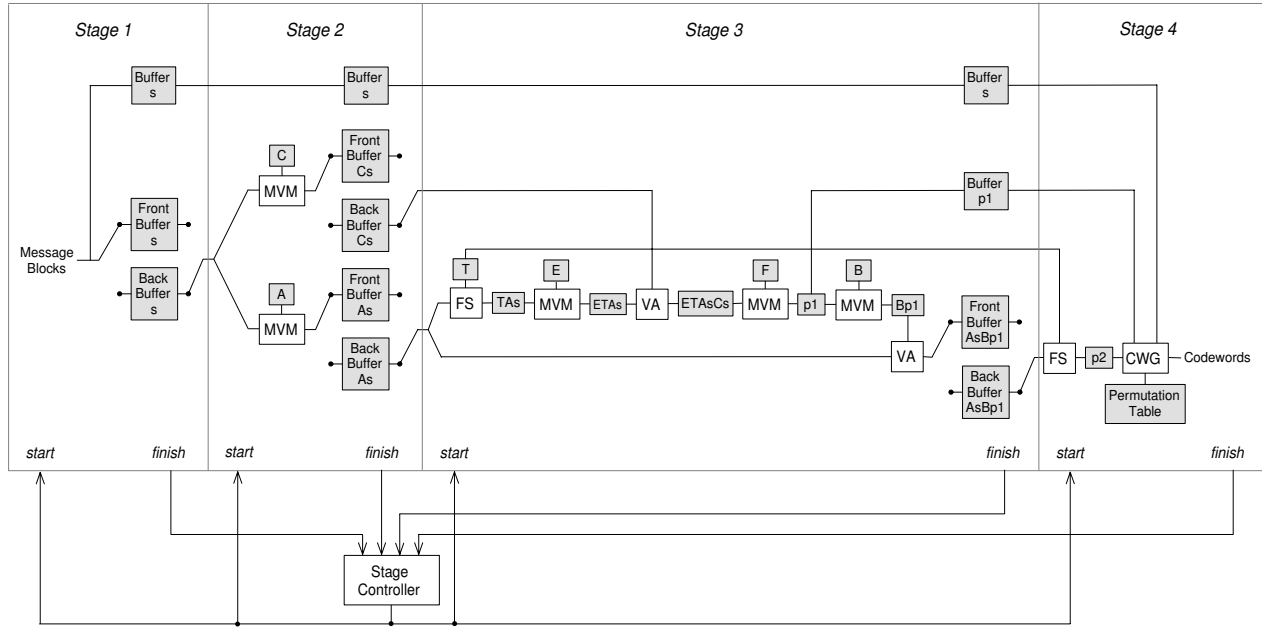 Stage 1
Stage 2
Stage 3
Stage 4
Buffer
s
Buffer
s
Buffer
s
C
MVM
Front
Buffer
Cs
Front
Buffer
s
Back
Buffer
Cs
Buffer
p1
Message
Blocks
Back
Buffer
s
A
MVM
Front
Buffer
As
Back
Buffer
As
T
FS
TAs
E
MVM
ETAs
VA
ETAsCs
F
MVM
p1
B
MVM
Bp1
VA
Front
Buffer
AsBp1
Back
Buffer
AsBp1
FS
p2
CWG
Codewords
Permutation
Table
start
finish
start
finish
start
finish
start
finish
Stage
Controller